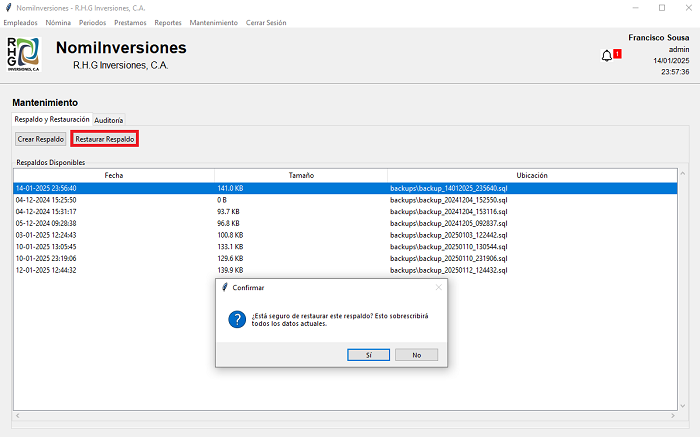 NomiInversiones - R.H.G Inversiones, C.A.
Empleados Nómina Periodos Prestamos Reportes Mantenimiento Cerrar Sesión
RHG
INVERSIONES, C.A
NomiInversiones
R.H.G Inversiones, C.A.
1
Francisco Sousa
admin
14/01/2025
23:57:36
Mantenimiento
Respaldo y Restauración Auditoría
Crear Respaldo Restaurar Respaldo
Respaldos Disponibles
Fecha Tamaño Ubicación
14-01-2025 23:56:40 141.0 KB backups\backup_14012025_235640.sql
04-12-2024 15:25:50 0 B backups\backup_20241204_152550.sql
04-12-2024 15:31:17 93.7 KB backups\backup_20241204_153116.sql
05-12-2024 09:28:38 96.8 KB backups\backup_20241205_092837.sql
03-01-2025 12:24:43 100.8 KB backups\backup_20250103_122442.sql
10-01-2025 13:05:45 133.1 KB backups\backup_20250110_130544.sql
10-01-2025 23:19:06 129.6 KB backups\backup_20250110_231906.sql
12-01-2025 12:44:32 139.9 KB backups\backup_20250112_124432.sql
Confirmar
¿Está seguro de restaurar este respaldo? Esto sobrescribirá
todos los datos actuales.
Sí No